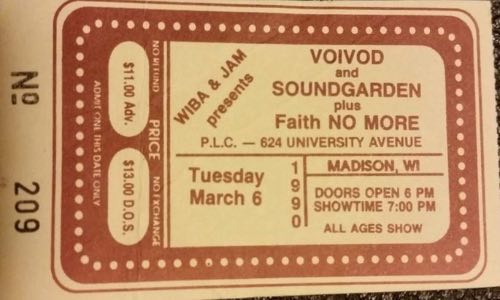 No 209
ADMIT ONE THIS DATE ONLY
$11.00 Adv.
$13.00 D.O.S.
NO REFUND PRICE NO EXCHANGE
WIBA & JAM
presents
VOIVOD
and
SOUNDGARDEN
plus
Faith NO MORE
P.L.C. — 624 UNIVERSITY AVENUE
Tuesday
March 6
1990
MADISON, WI
DOORS OPEN 6 PM
SHOWTIME 7:00 PM
ALL AGES SHOW